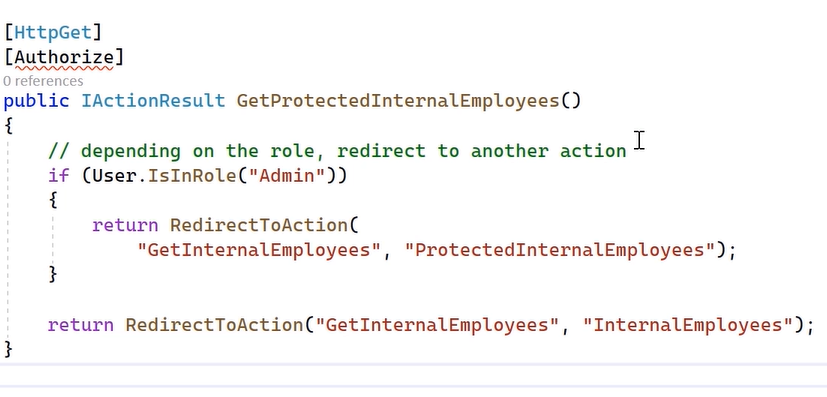 [HttpGet]
[Authorize]
0 references
public IActionResult GetProtectedInternalEmployees()
{
    // depending on the role, redirect to another action
    if (User.IsInRole("Admin"))
    {
        return RedirectToAction(
            "GetInternalEmployees", "ProtectedInternalEmployees");
    }
    return RedirectToAction("GetInternalEmployees", "InternalEmployees");
}